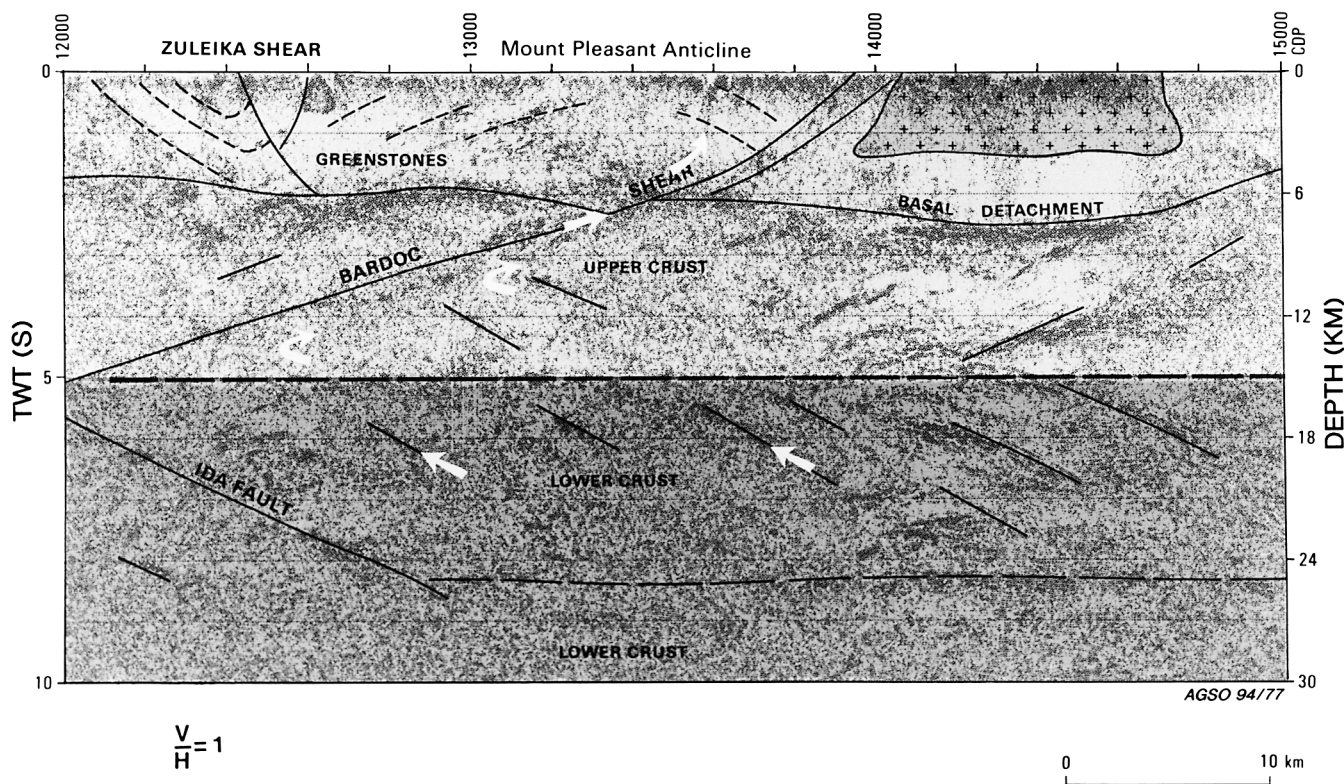 12000
13000
14000
15000
CDP
ZULEIKA SHEAR
Mount Pleasant Anticline
0
0
GREENSTONES
SHEAR
6
BASAL DETACHMENT
BARDOC
UPPER CRUST
12
TWT (S)
DEPTH (KM)
5
18
IDA FAULT
LOWER CRUST
24
LOWER CRUST
10
30
AGSO 94/77
V
H = 1
0
10 km